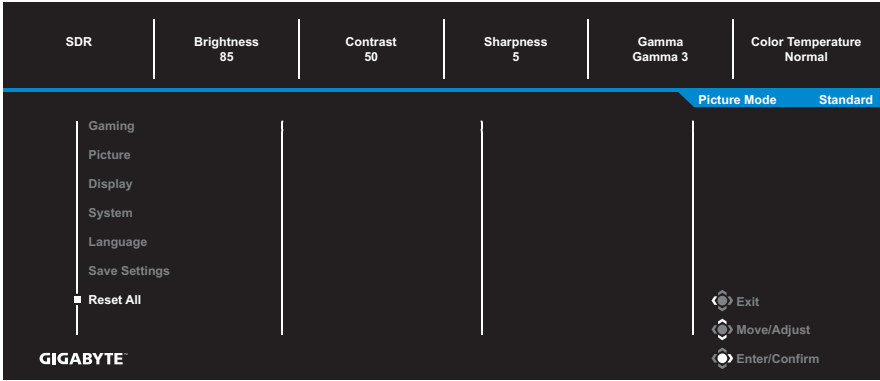 SDR
Brightness
85
Contrast
50
Sharpness
5
Gamma
Gamma 3
Color Temperature
Normal
Picture Mode Standard
Gaming
Picture
Display
System
Language
Save Settings
Reset All
Exit
Move/Adjust
Enter/Confirm
GIGABYTE™